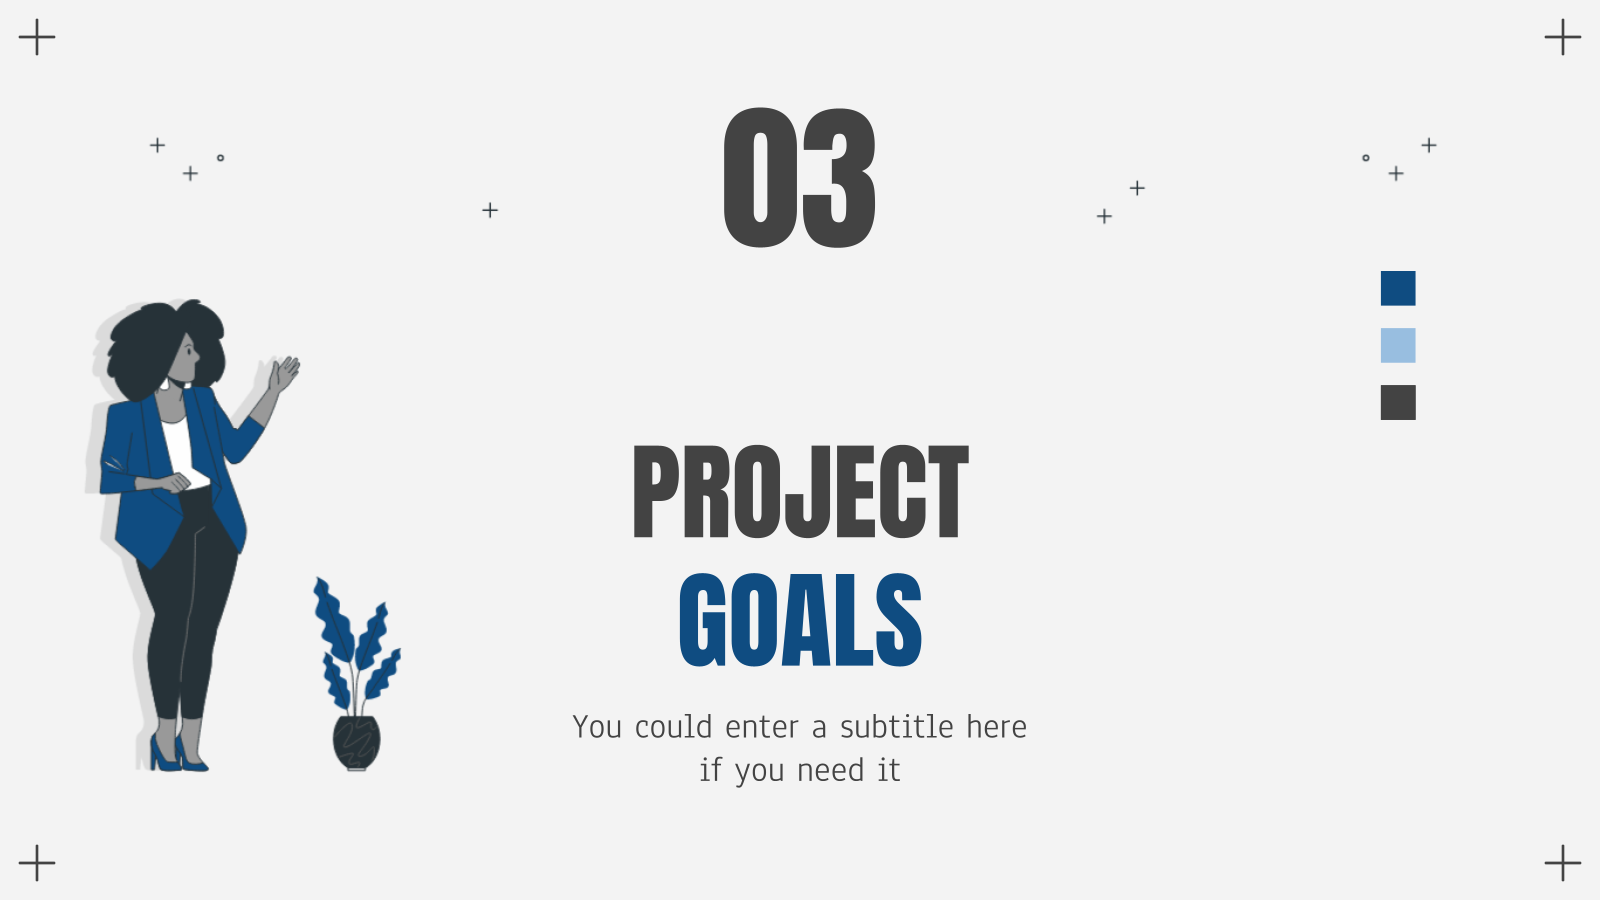 03
PROJECT
GOALS
You could enter a subtitle here
if you need it